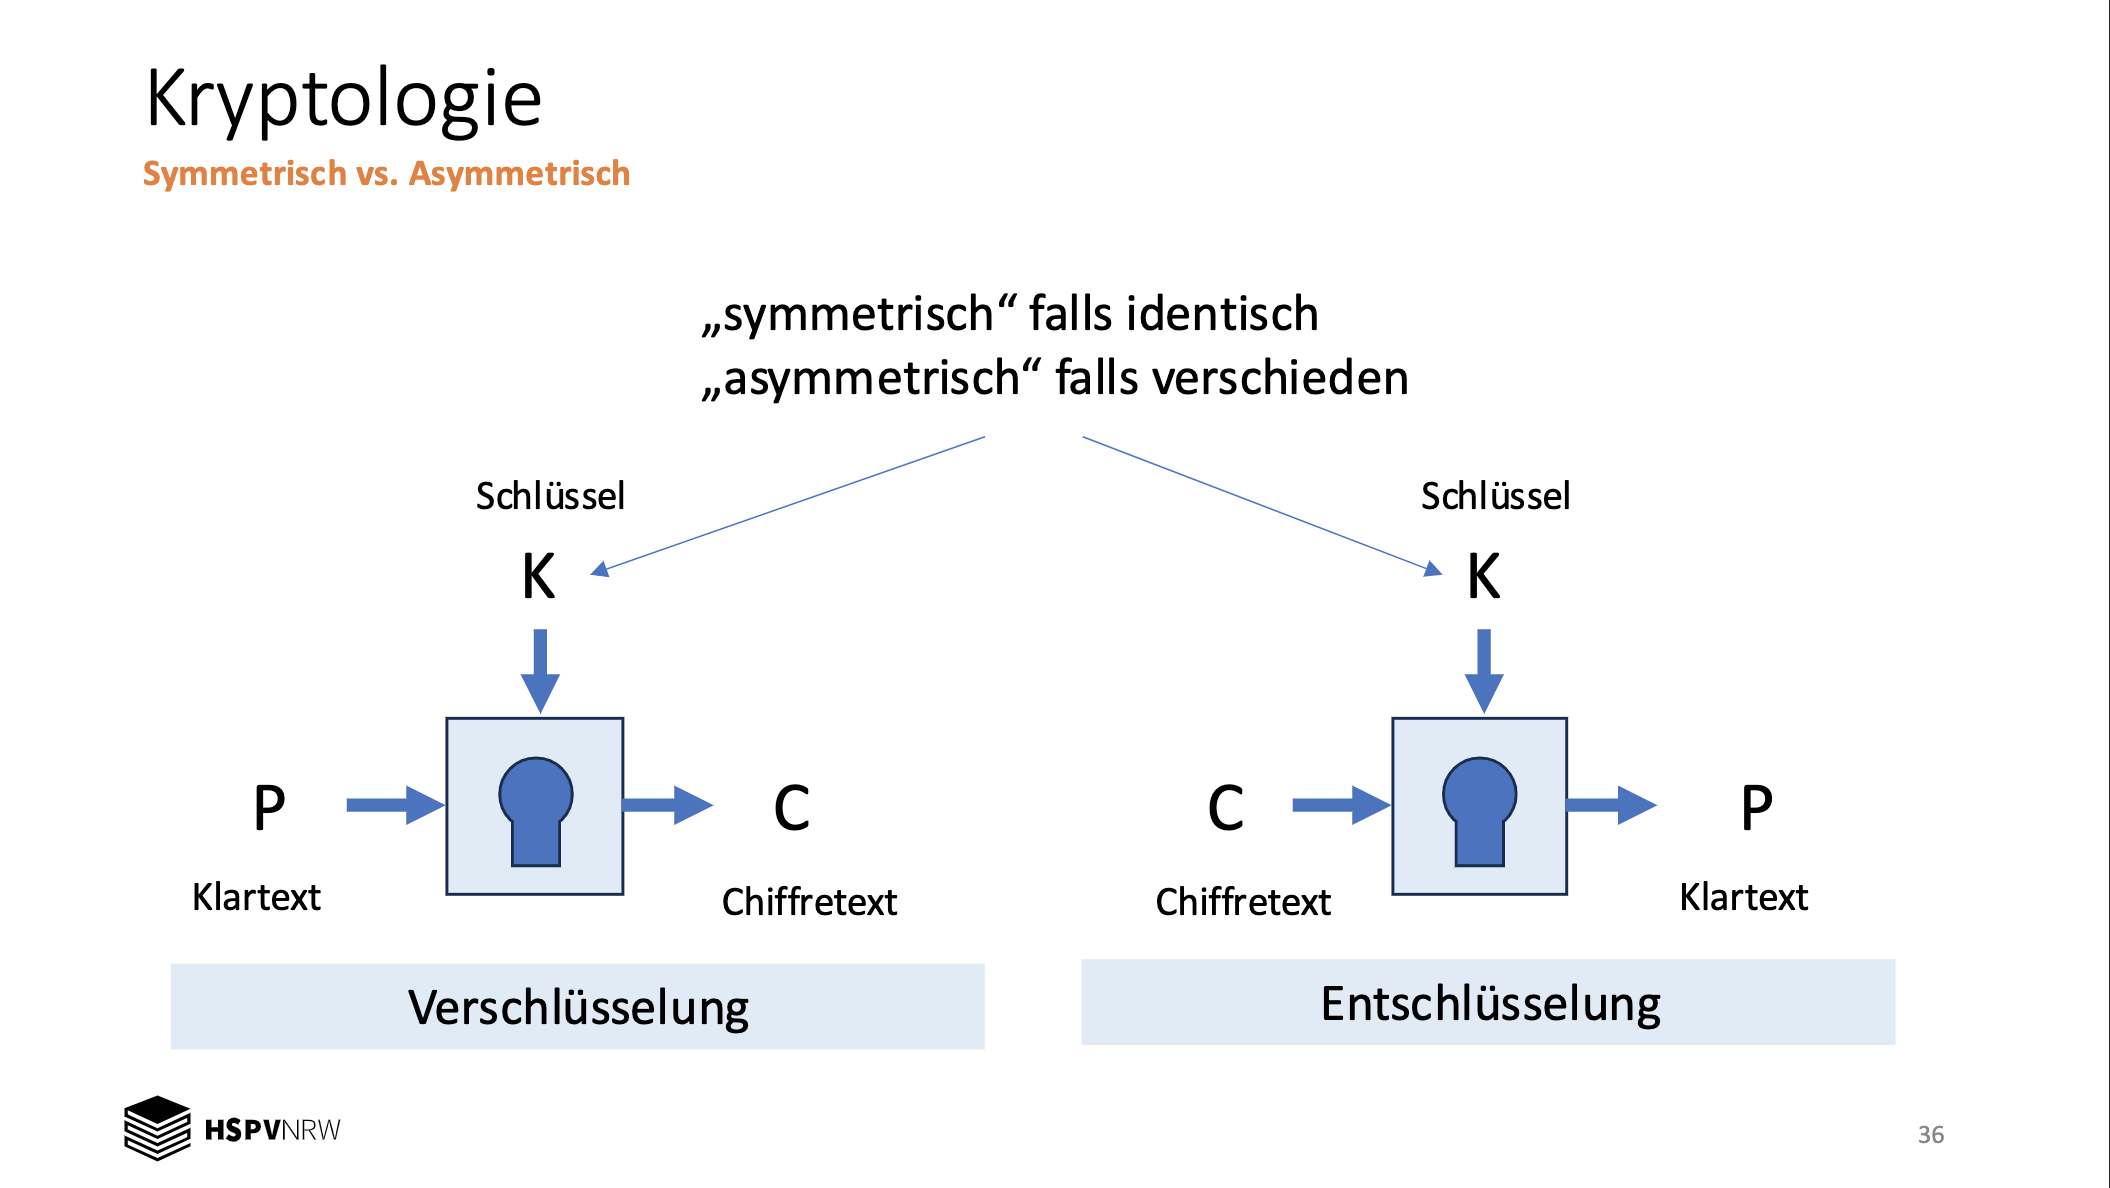 Kryptologie
Symmetrisch vs. Asymmetrisch
„symmetrisch“ falls identisch
„asymmetrisch“ falls verschieden
Schlüssel
Schlüssel
K
K
P
C
C
P
Klartext
Chiffretext
Chiffretext
Klartext
Verschlüsselung
Entschlüsselung
HSPVNRW
36